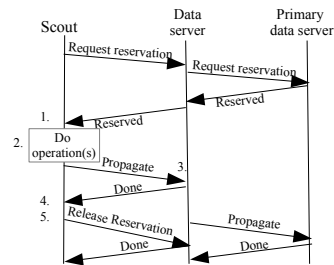 Scout
Data
server
Primary
data server
Request reservation
Request reservation
Reserved
1.
Reserved
2.
Do
operation(s)
Propagate
3.
Done
4.
5.
Release Reservation
Propagate
Done
Done